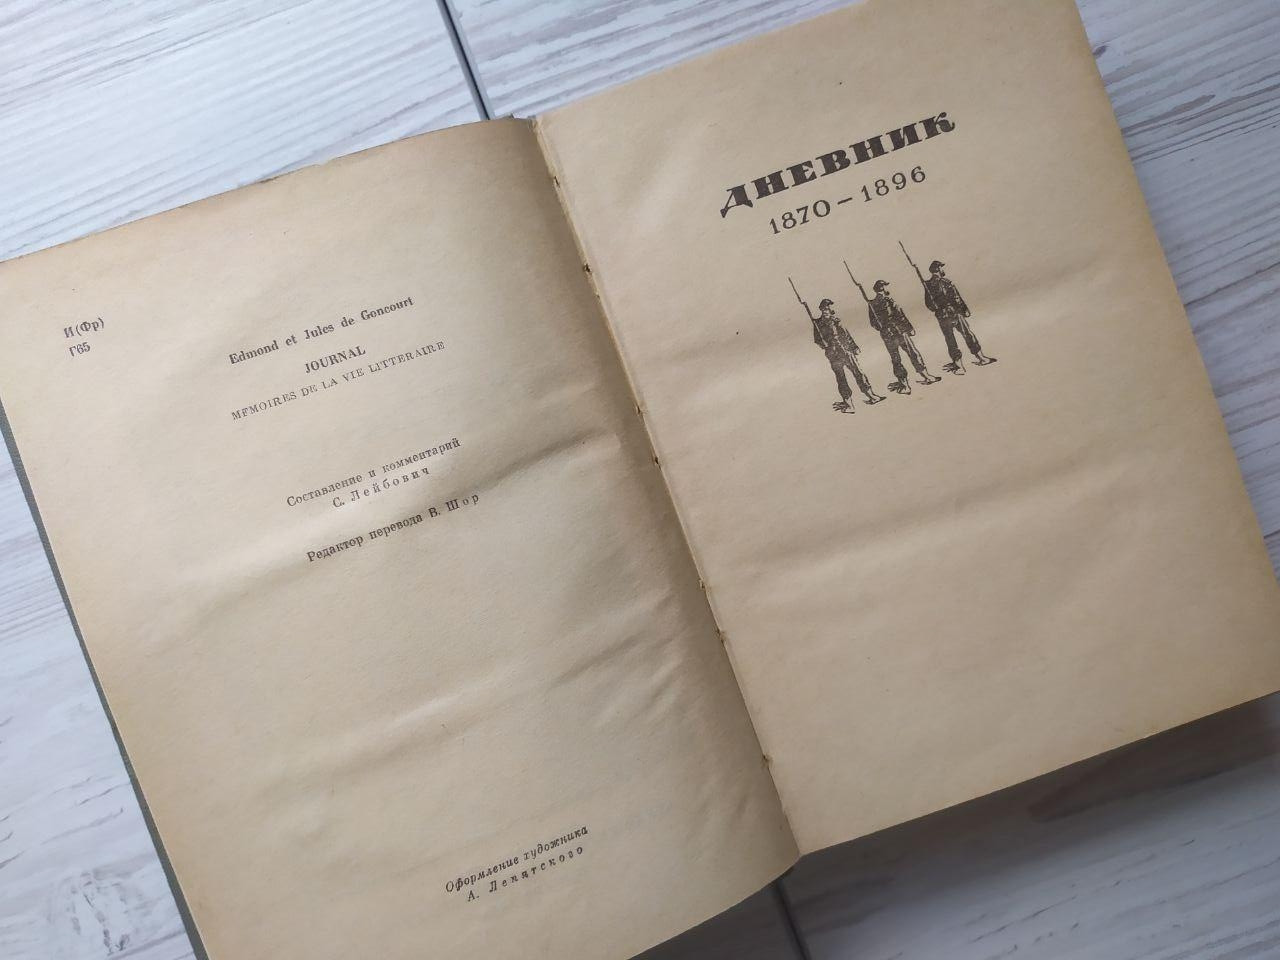 И(Фр)
Г65
Edmond et Jules de Goncourt
JOURNAL
MEMOIRES DE LA VIE LITTERAIRE
Составление и комментарий
С. Лейбович
Редактор перевода В. Шор
Оформление художника
А. Лепятского
ДНЕВНИК
1870–1896